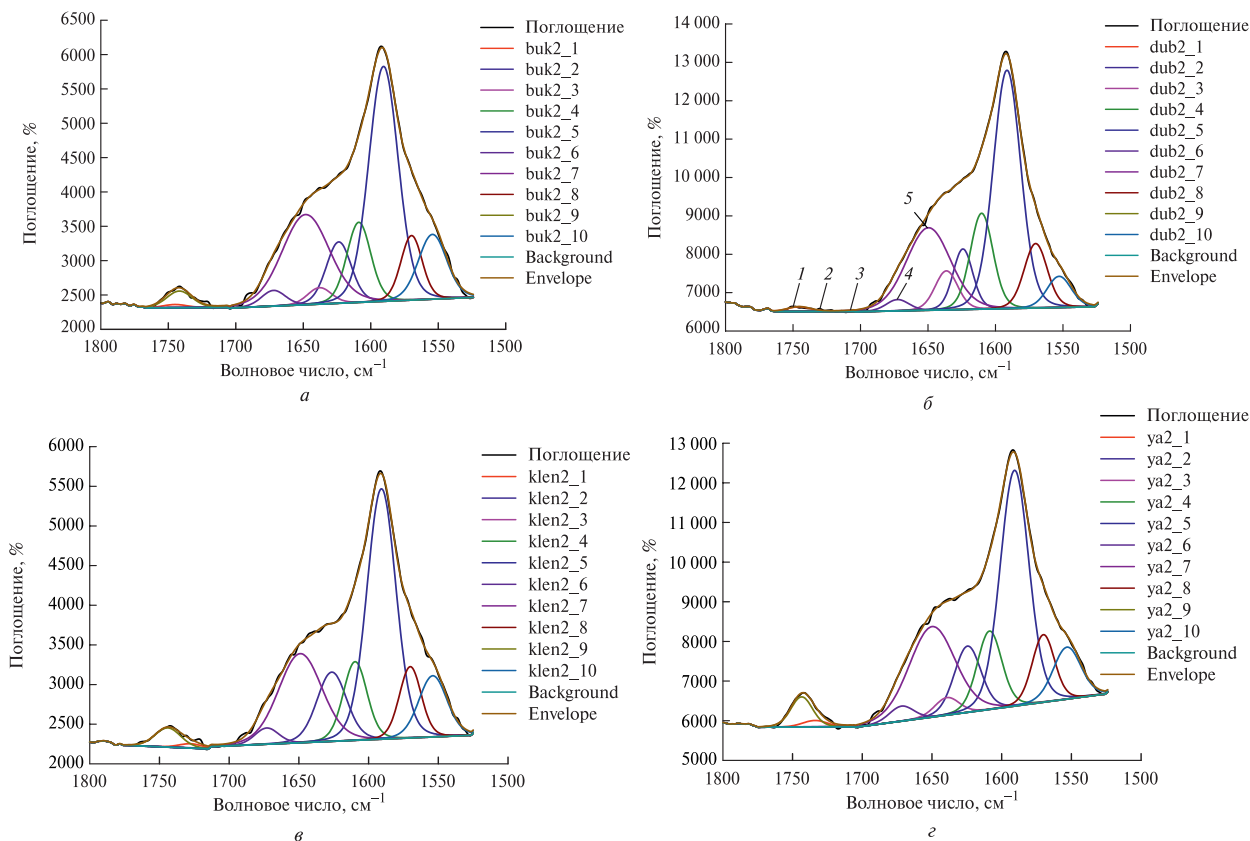 Поглощение, %
6500
6000
5500
5000
4500
4000
3500
3000
2500
2000
1800
1750
1700
1650
1600
1550
1500
Волновое число, см⁻¹
а
Поглощение
buk2_1
buk2_2
buk2_3
buk2_4
buk2_5
buk2_6
buk2_7
buk2_8
buk2_9
buk2_10
Background
Envelope
Поглощение, %
14 000
13 000
12 000
11 000
10 000
9000
8000
7000
6000
1
2
3
4
5
1800
1750
1700
1650
1600
1550
1500
Волновое число, см⁻¹
б
Поглощение
dub2_1
dub2_2
dub2_3
dub2_4
dub2_5
dub2_6
dub2_7
dub2_8
dub2_9
dub2_10
Background
Envelope
Поглощение, %
6000
5500
5000
4500
4000
3500
3000
2500
2000
1800
1750
1700
1650
1600
1550
1500
Волновое число, см⁻¹
в
Поглощение
klen2_1
klen2_2
klen2_3
klen2_4
klen2_5
klen2_6
klen2_7
klen2_8
klen2_9
klen2_10
Background
Envelope
Поглощение, %
13 000
12 000
11 000
10 000
9000
8000
7000
6000
5000
1800
1750
1700
1650
1600
1550
1500
Волновое число, см⁻¹
г
Поглощение
ya2_1
ya2_2
ya2_3
ya2_4
ya2_5
ya2_6
ya2_7
ya2_8
ya2_9
ya2_10
Background
Envelope